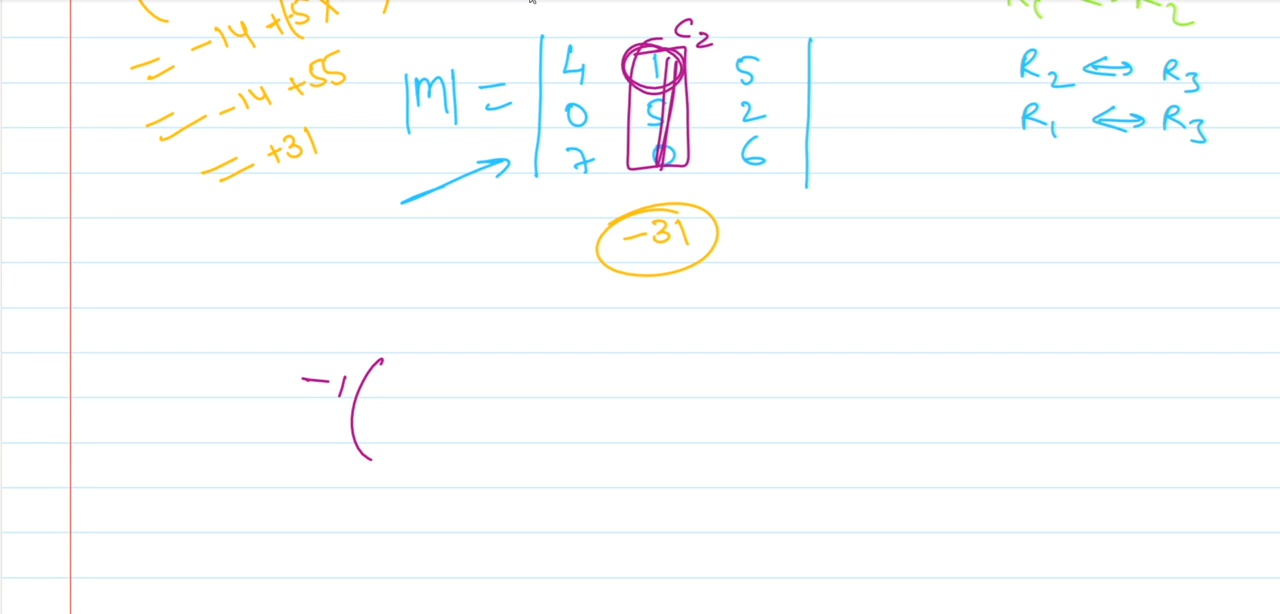 = -14 + (5 x
= -14 + 55
= +31
C2
|M| = | 4 1 5 |
| 0 5 2 |
| 7 0 6 |
-31
R2 ⇔ R3
R1 ⇔ R3
-1(